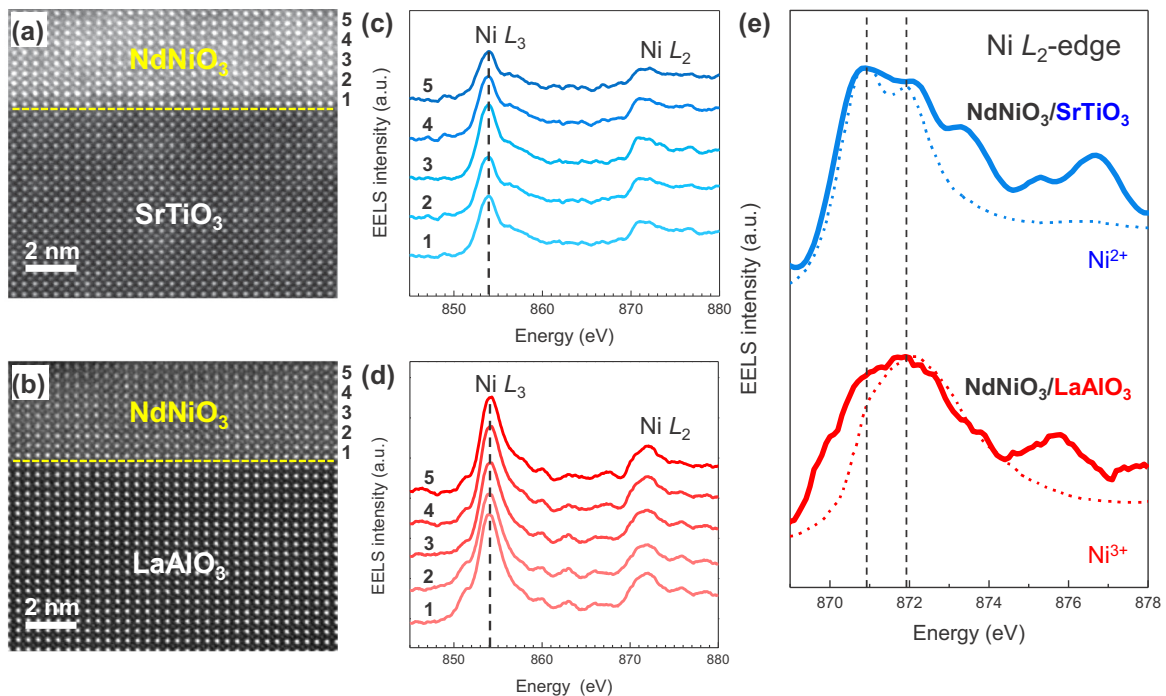 (a)
NdNiO₃
5
4
3
2
1
SrTiO₃
2 nm
(b)
NdNiO₃
5
4
3
2
1
LaAlO₃
2 nm
(c)
Ni L₃
Ni L₂
5
4
3
2
1
EELS intensity (a.u.)
850 860 870 880
Energy (eV)
(d)
Ni L₃
Ni L₂
5
4
3
2
1
EELS intensity (a.u.)
850 860 870 880
Energy (eV)
(e)
Ni L₂-edge
NdNiO₃/SrTiO₃
Ni²⁺
NdNiO₃/LaAlO₃
Ni³⁺
EELS intensity (a.u.)
870 872 874 876 878
Energy (eV)